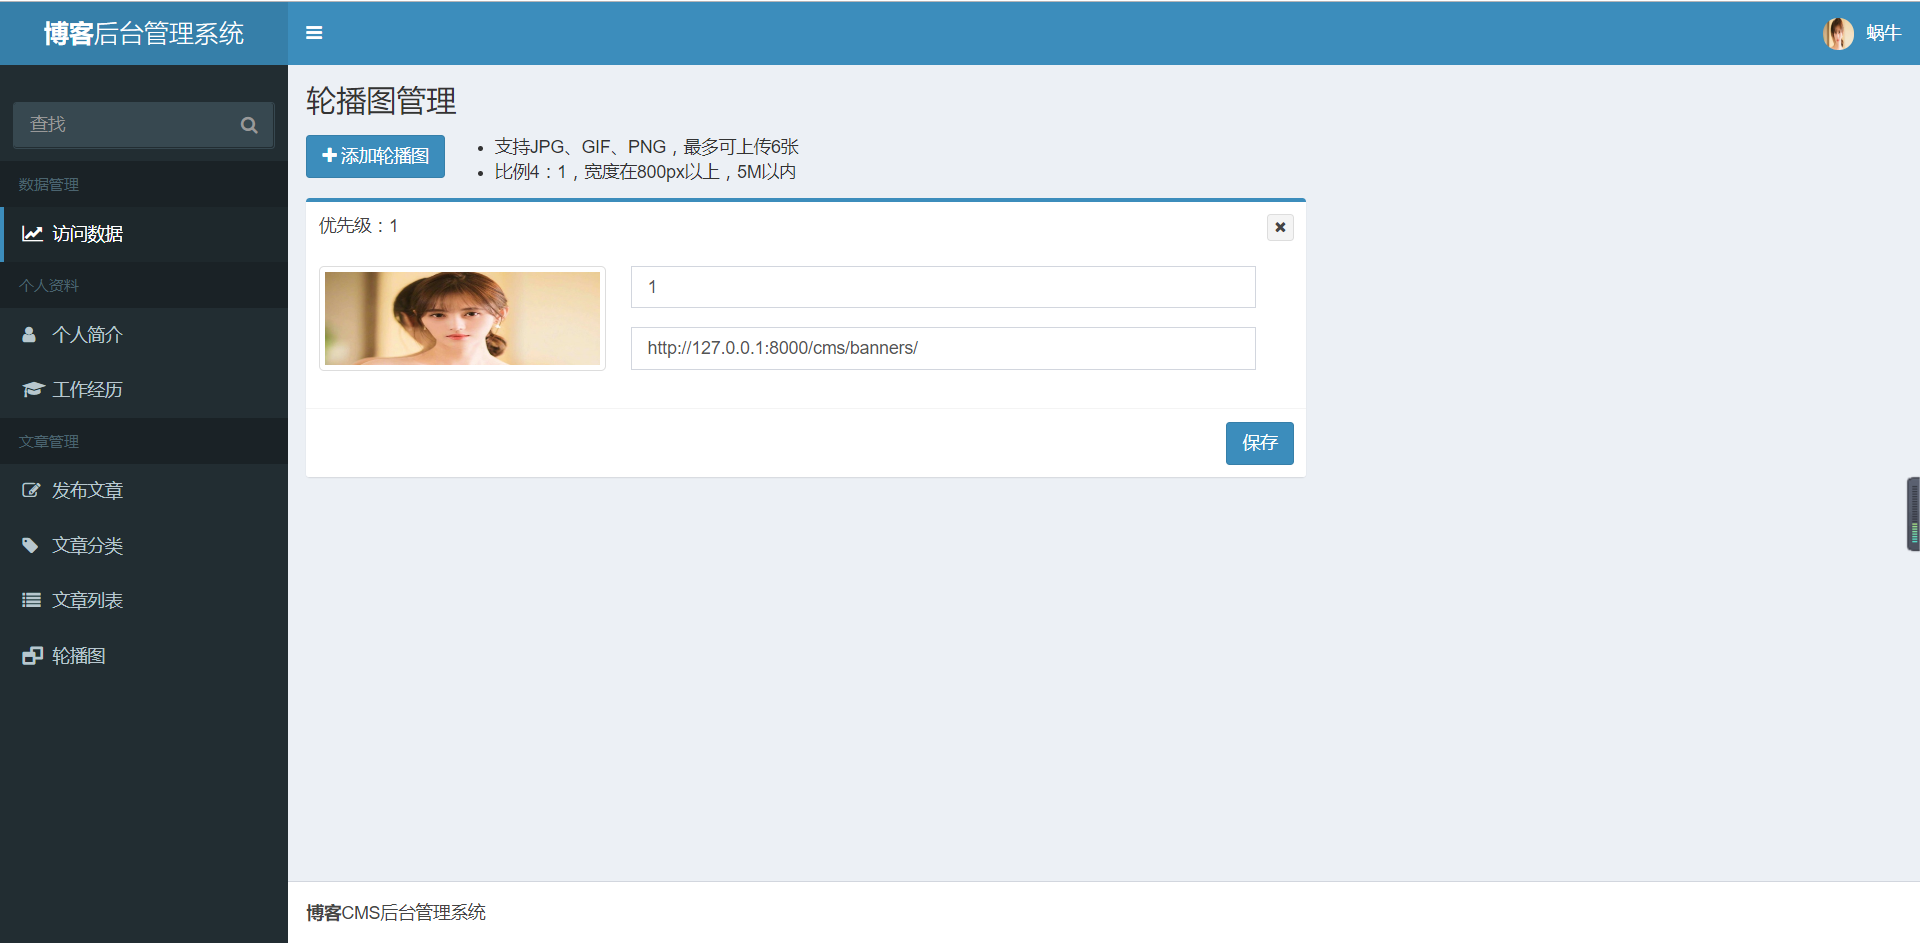 博客后台管理系统
蜗牛
查找
数据管理
访问数据
个人资料
个人简介
工作经历
文章管理
发布文章
文章分类
文章列表
轮播图
轮播图管理
添加轮播图
支持JPG、GIF、PNG，最多可上传6张
比例4：1，宽度在800px以上，5M以内
优先级：1
1
http://127.0.0.1:8000/cms/banners/
保存
博客CMS后台管理系统